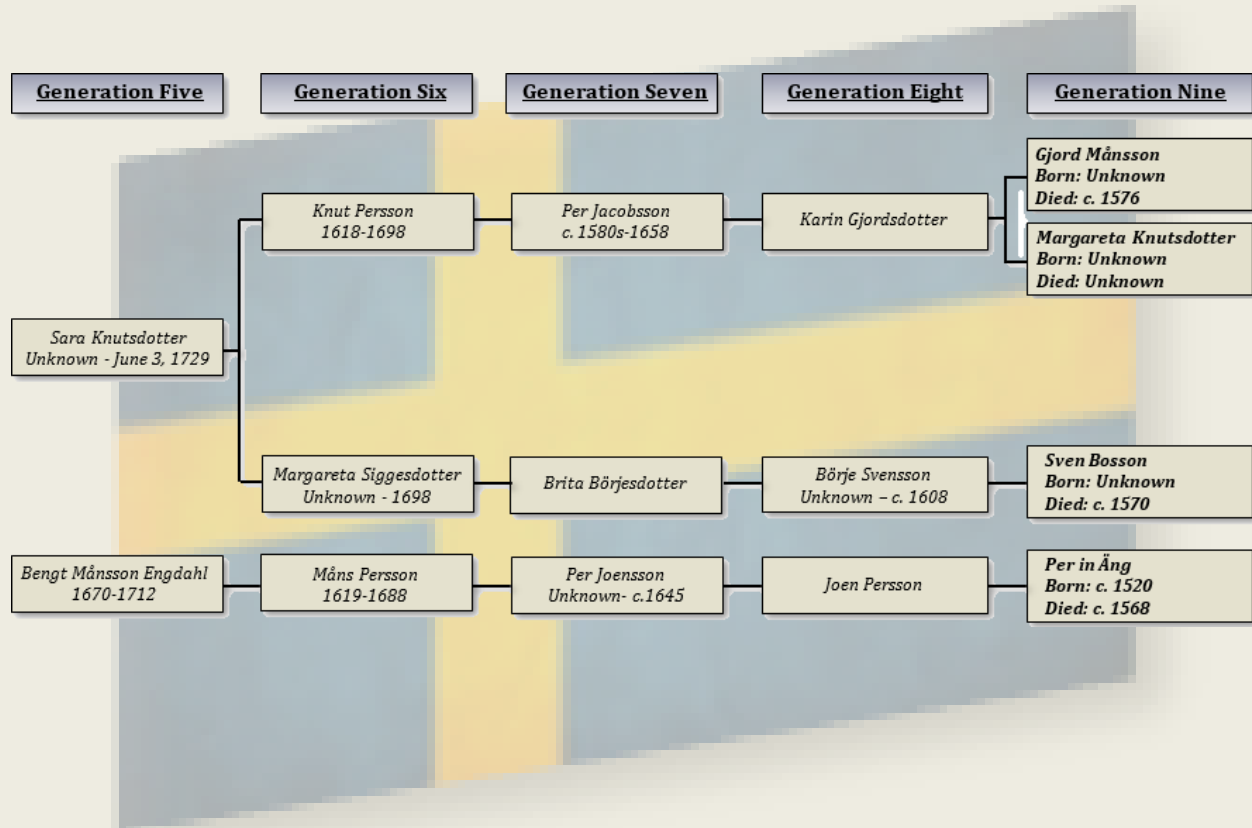 Generation Five
Generation Six
Generation Seven
Generation Eight
Generation Nine
Gjord Månsson
Born: Unknown
Died: c. 1576
Knut Persson
1618-1698
Per Jacobsson
c. 1580s-1658
Karin Gjordsdotter
Margareta Knutsdotter
Born: Unknown
Died: Unknown
Sara Knutsdotter
Unknown - June 3, 1729
Margareta Siggesdotter
Unknown - 1698
Brita Börjesdotter
Börje Svensson
Unknown – c. 1608
Sven Bosson
Born: Unknown
Died: c. 1570
Bengt Månsson Engdahl
1670-1712
Måns Persson
1619-1688
Per Joensson
Unknown- c.1645
Joen Persson
Per in Äng
Born: c. 1520
Died: c. 1568